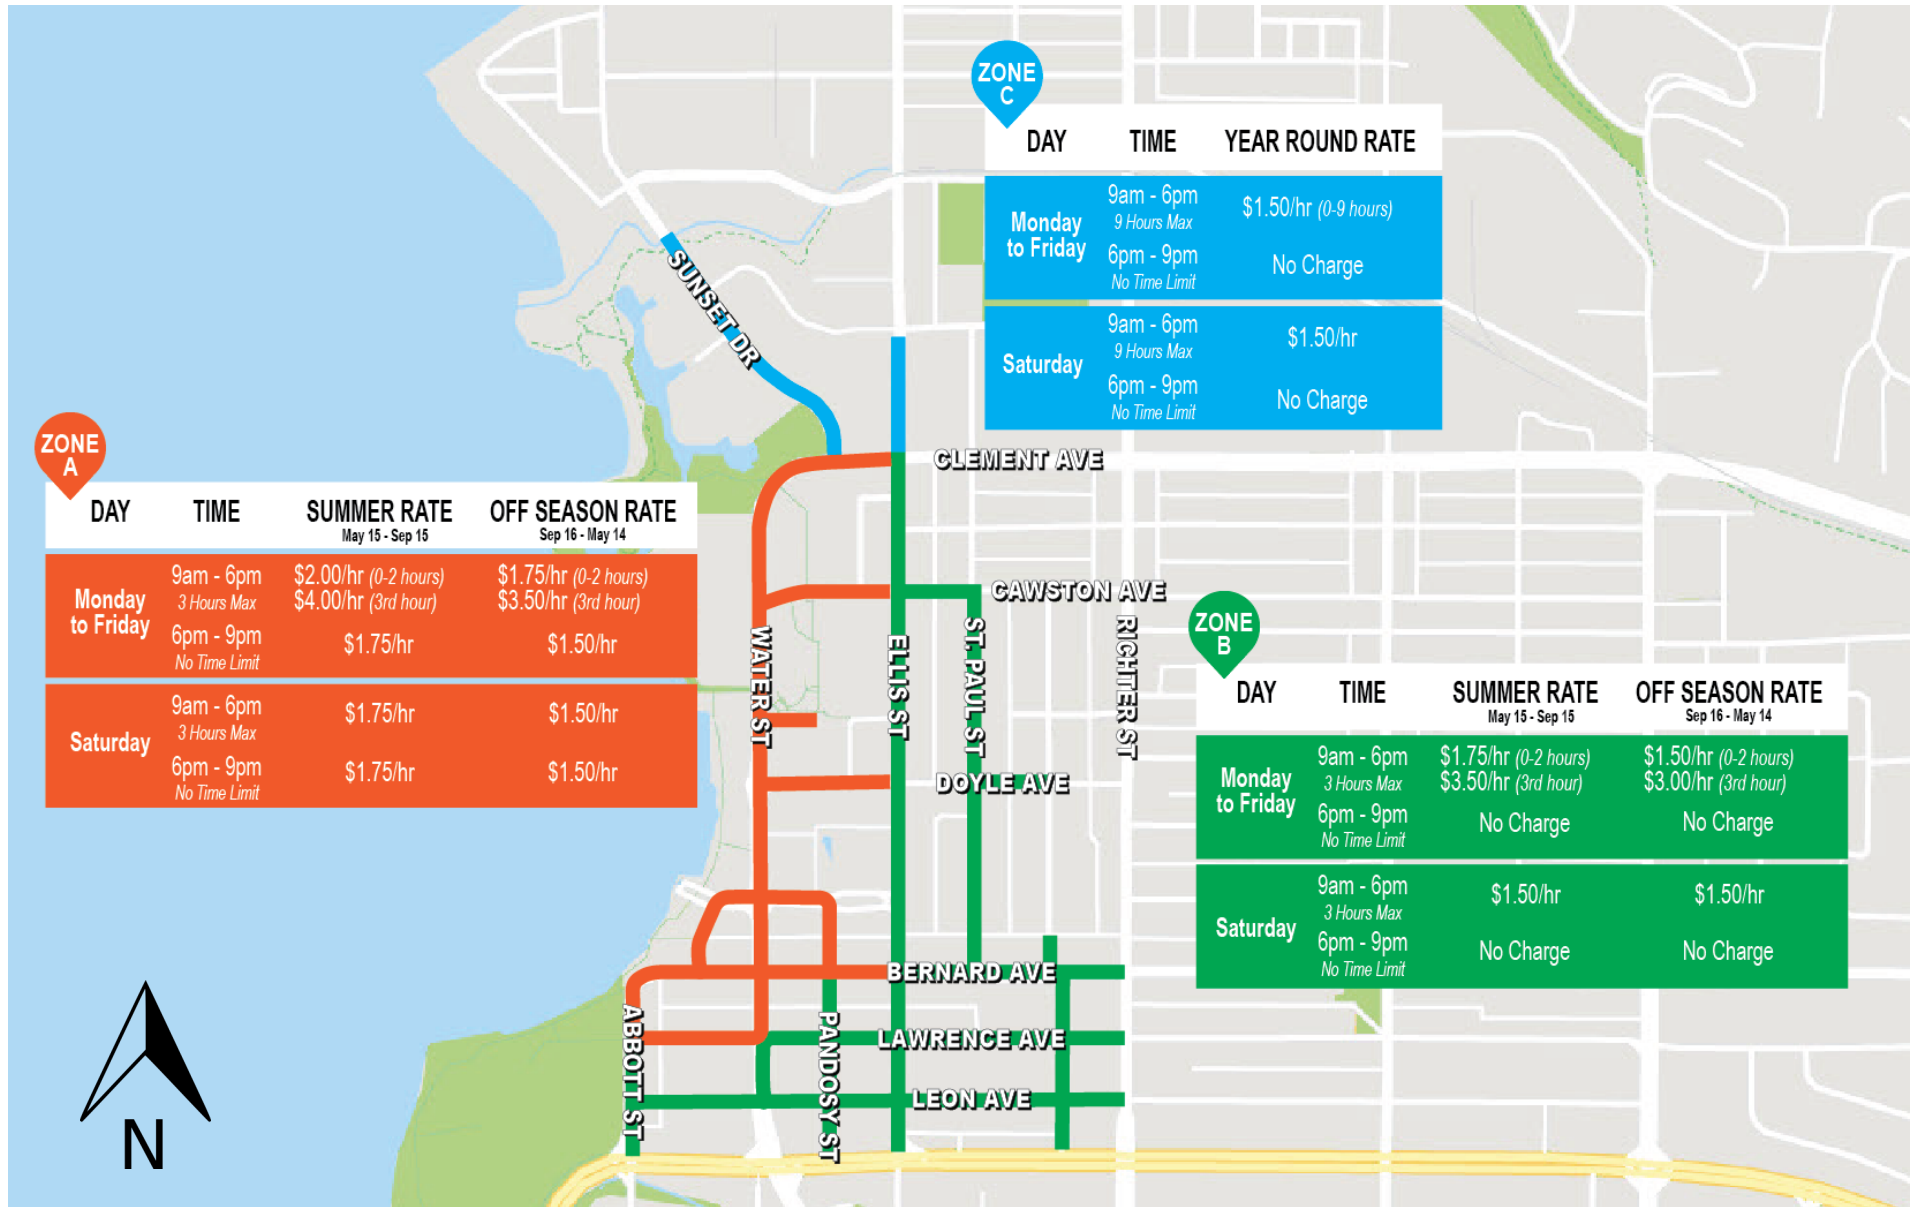 ZONE
C
DAY TIME YEAR ROUND RATE
Monday
to Friday
9am - 6pm
9 Hours Max
$1.50/hr (0-9 hours)
6pm - 9pm
No Time Limit
No Charge
Saturday
9am - 6pm
9 Hours Max
$1.50/hr
6pm - 9pm
No Time Limit
No Charge
SUNSET DR
CLEMENT AVE
ZONE
A
DAY TIME SUMMER RATE OFF SEASON RATE
May 15 - Sep 15 Sep 16 - May 14
Monday
to Friday
9am - 6pm
3 Hours Max
$2.00/hr (0-2 hours) $1.75/hr (0-2 hours)
$4.00/hr (3rd hour) $3.50/hr (3rd hour)
6pm - 9pm
No Time Limit
$1.75/hr $1.50/hr
Saturday
9am - 6pm
3 Hours Max
$1.75/hr $1.50/hr
6pm - 9pm
No Time Limit
$1.75/hr $1.50/hr
CAWSTON AVE
WATER ST
ELLIS ST
ST. PAUL ST
RICHTER ST
DOYLE AVE
ZONE
B
DAY TIME SUMMER RATE OFF SEASON RATE
May 15 - Sep 15 Sep 16 - May 14
Monday
to Friday
9am - 6pm
3 Hours Max
$1.75/hr (0-2 hours) $1.50/hr (0-2 hours)
$3.50/hr (3rd hour) $3.00/hr (3rd hour)
6pm - 9pm
No Time Limit
No Charge No Charge
Saturday
9am - 6pm
3 Hours Max
$1.50/hr $1.50/hr
6pm - 9pm
No Time Limit
No Charge No Charge
BERNARD AVE
ABBOTT ST
PANDOSY ST
LAWRENCE AVE
LEON AVE
N